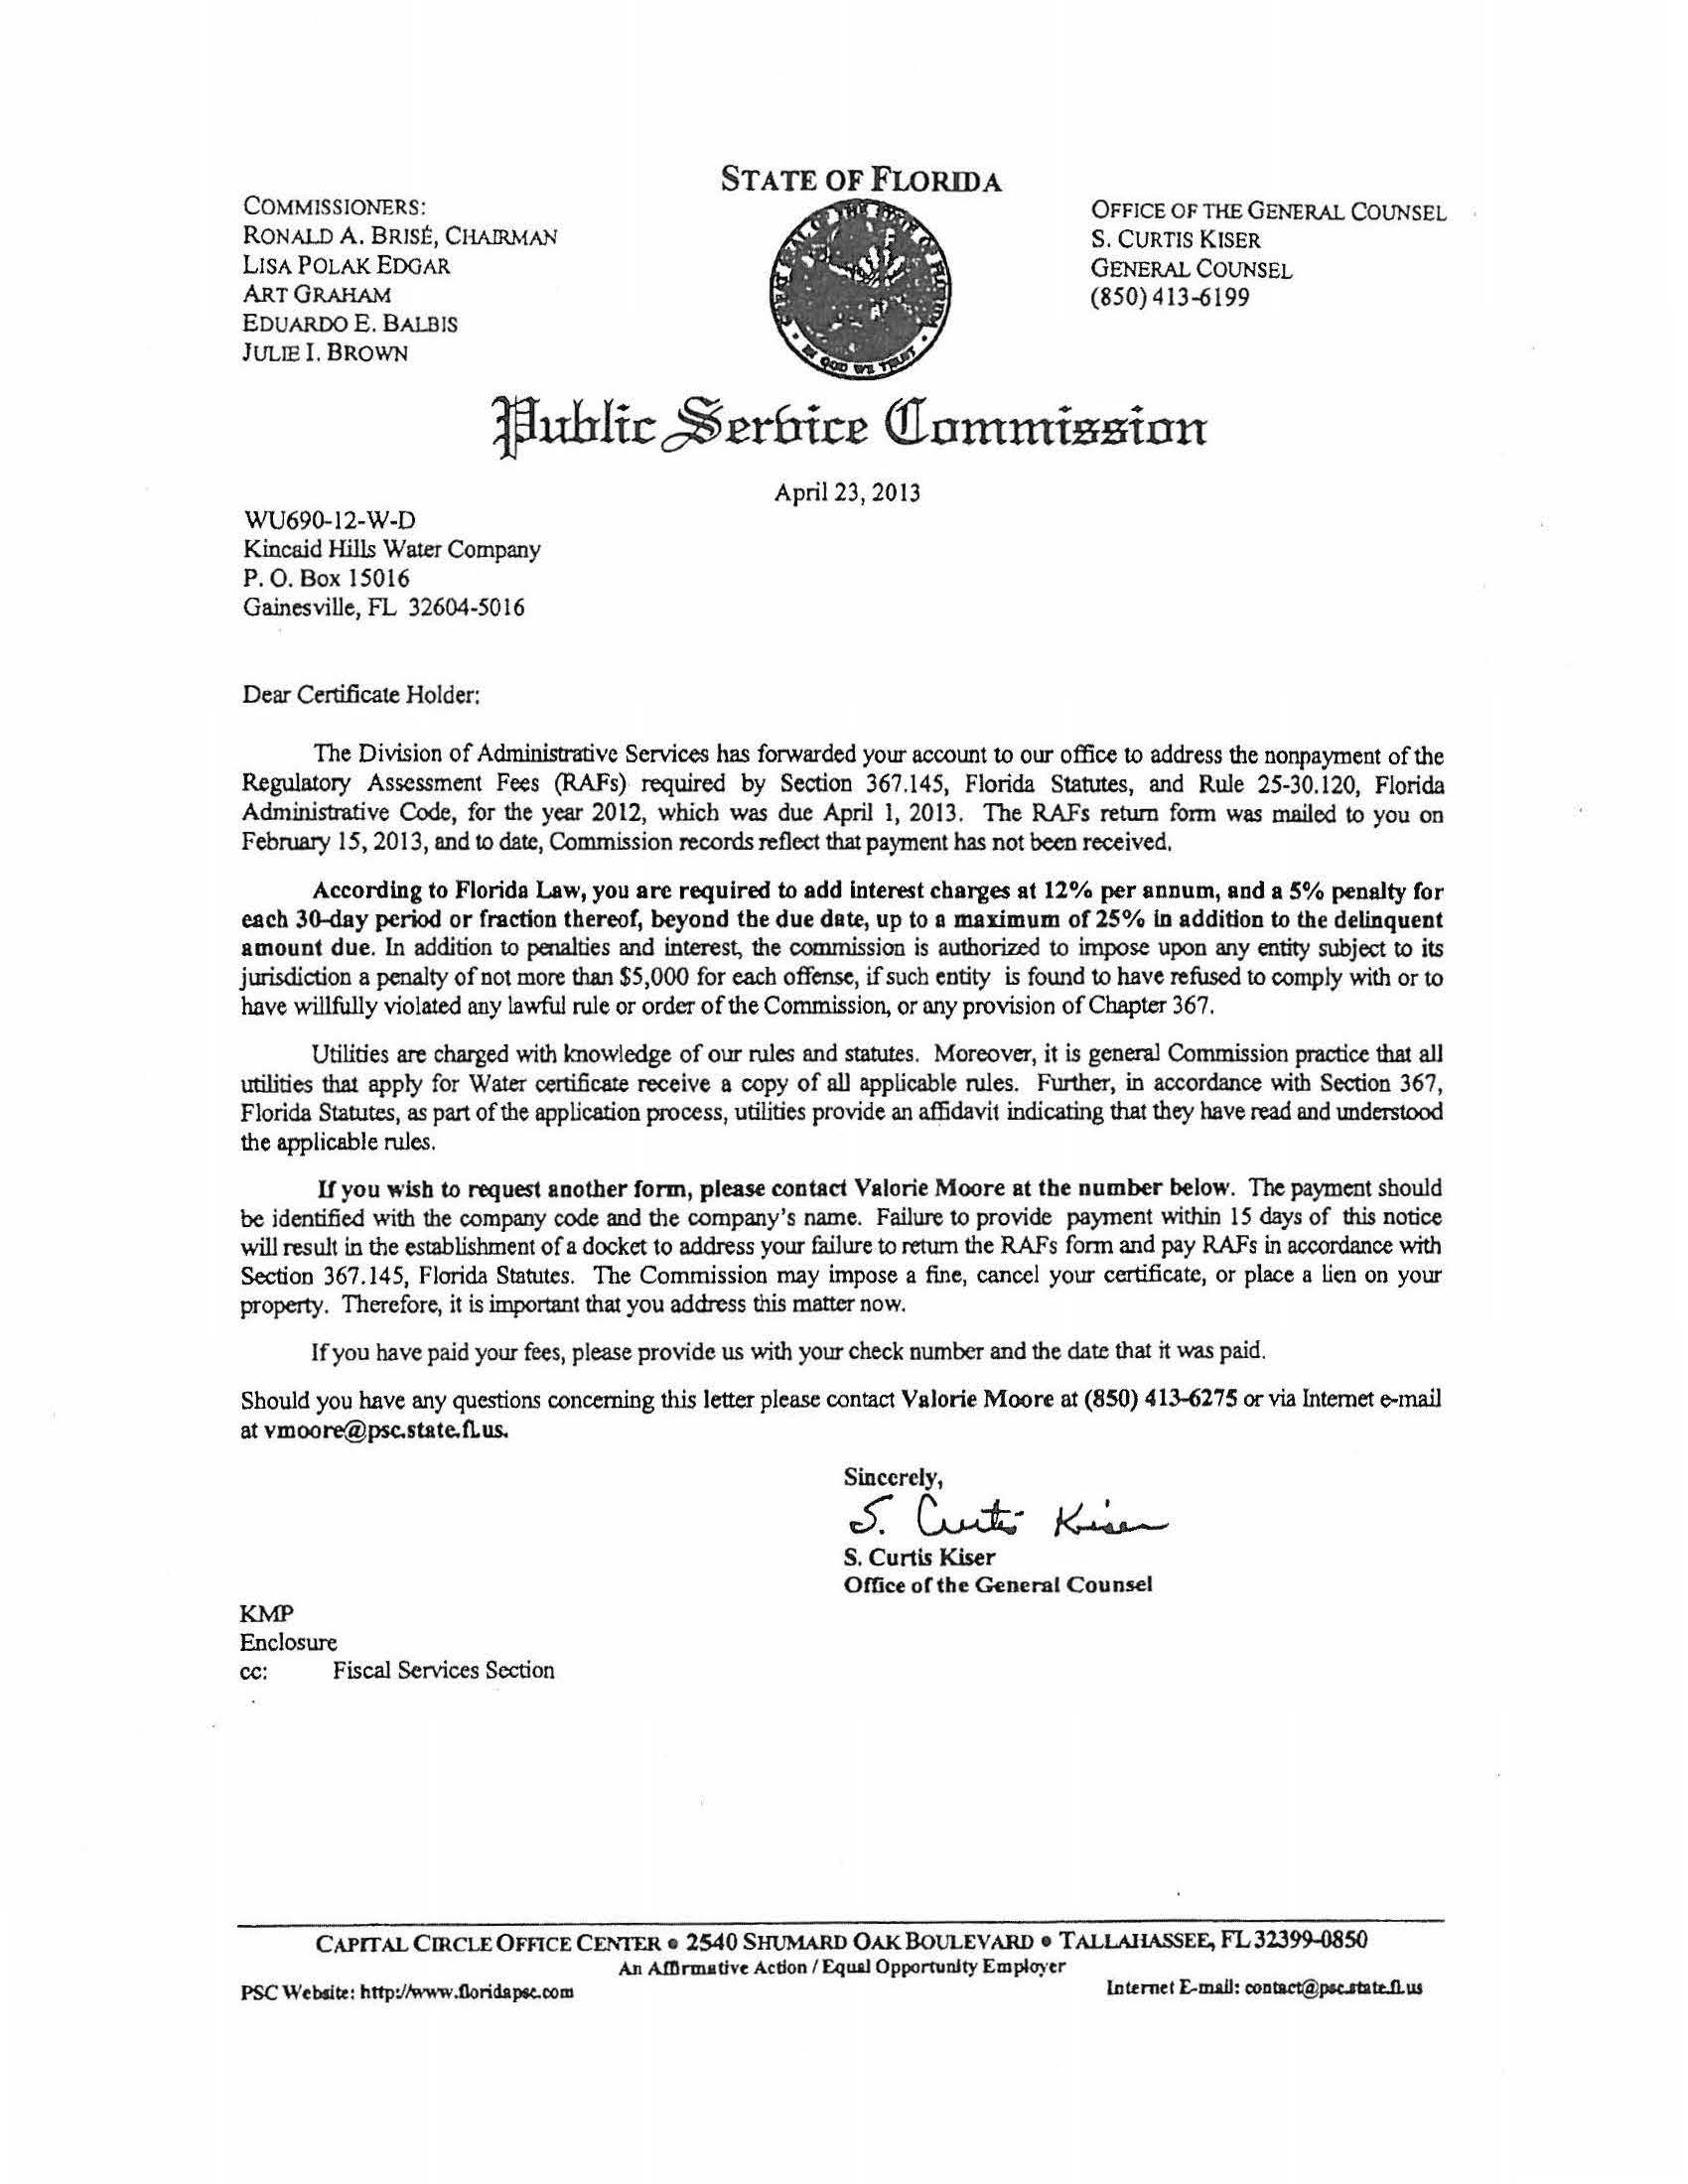 STATE OF FLORIDA
COMMISSIONERS:
RONALD A. BRISÉ, CHAIRMAN
LISA POLAK EDGAR
ART GRAHAM
EDUARDO E. BALBIS
JULIE I. BROWN
OFFICE OF THE GENERAL COUNSEL
S. CURTIS KISER
GENERAL COUNSEL
(850) 413-6199
IN GOD WE TRUST
Public Service Commission
April 23, 2013
WU690-12-W-D
Kincaid Hills Water Company
P. O. Box 15016
Gainesville, FL 32604-5016
Dear Certificate Holder:
The Division of Administrative Services has forwarded your account to our office to address the nonpayment of the
Regulatory Assessment Fees (RAFs) required by Section 367.145, Florida Statutes, and Rule 25-30.120, Florida
Administrative Code, for the year 2012, which was due April 1, 2013. The RAFs return form was mailed to you on
February 15, 2013, and to date, Commission records reflect that payment has not been received.
According to Florida Law, you are required to add interest charges at 12% per annum, and a 5% penalty for
each 30-day period or fraction thereof, beyond the due date, up to a maximum of 25% in addition to the delinquent
amount due. In addition to penalties and interest, the commission is authorized to impose upon any entity subject to its
jurisdiction a penalty of not more than $5,000 for each offense, if such entity is found to have refused to comply with or to
have willfully violated any lawful rule or order of the Commission, or any provision of Chapter 367.
Utilities are charged with knowledge of our rules and statutes. Moreover, it is general Commission practice that all
utilities that apply for Water certificate receive a copy of all applicable rules. Further, in accordance with Section 367,
Florida Statutes, as part of the application process, utilities provide an affidavit indicating that they have read and understood
the applicable rules.
If you wish to request another form, please contact Valorie Moore at the number below. The payment should
be identified with the company code and the company's name. Failure to provide payment within 15 days of this notice
will result in the establishment of a docket to address your failure to return the RAFs form and pay RAFs in accordance with
Section 367.145, Florida Statutes. The Commission may impose a fine, cancel your certificate, or place a lien on your
property. Therefore, it is important that you address this matter now.
If you have paid your fees, please provide us with your check number and the date that it was paid.
Should you have any questions concerning this letter please contact Valorie Moore at (850) 413-6275 or via Internet e-mail
at vmoore@psc.state.fl.us.
Sincerely,
S. Curtis Kiser
S. Curtis Kiser
Office of the General Counsel
KMP
Enclosure
cc: Fiscal Services Section
CAPITAL CIRCLE OFFICE CENTER • 2540 SHUMARD OAK BOULEVARD • TALLAHASSEE, FL 32399-0850
An Affirmative Action / Equal Opportunity Employer
PSC Website: http://www.floridapsc.com
Internet E-mail: contact@psc.state.fl.us